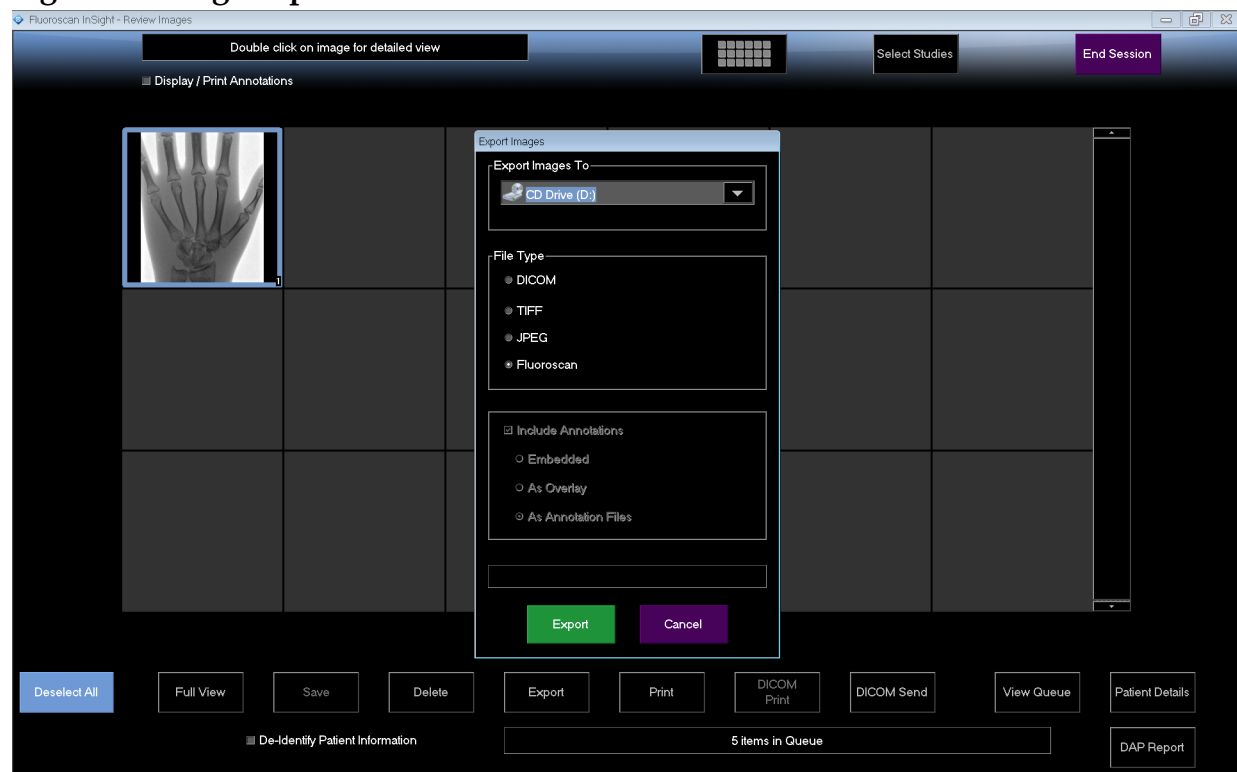 Fluoroscan InSight - Review Images
Double click on image for detailed view
Select Studies
End Session
Display / Print Annotations
Export Images
Export Images To
CD Drive (D:)
File Type
DICOM
TIFF
JPEG
Fluoroscan
1
Include Annotations
Embedded
As Overlay
As Annotation Files
Export
Cancel
Deselect All
Full View
Save
Delete
Export
Print
DICOM
Print
DICOM Send
View Queue
Patient Details
De-Identify Patient Information
5 items in Queue
DAP Report